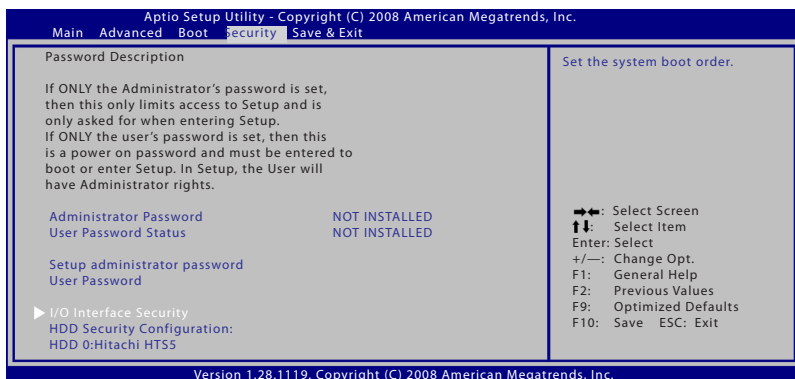 Aptio Setup Utility - Copyright (C) 2008 American Megatrends, Inc.
Main Advanced Boot Security Save & Exit
Password Description
If ONLY the Administrator's password is set,
then this only limits access to Setup and is
only asked for when entering Setup.
If ONLY the user's password is set, then this
is a power on password and must be entered to
boot or enter Setup. In Setup, the User will
have Administrator rights.
Administrator Password NOT INSTALLED
User Password Status NOT INSTALLED
Setup administrator password
User Password
I/O Interface Security
HDD Security Configuration:
HDD 0:Hitachi HTS5
Set the system boot order.
→←: Select Screen
↑↓: Select Item
Enter: Select
+/—: Change Opt.
F1: General Help
F2: Previous Values
F9: Optimized Defaults
F10: Save ESC: Exit
Version 1.28.1119. Copyright (C) 2008 American Megatrends, Inc.